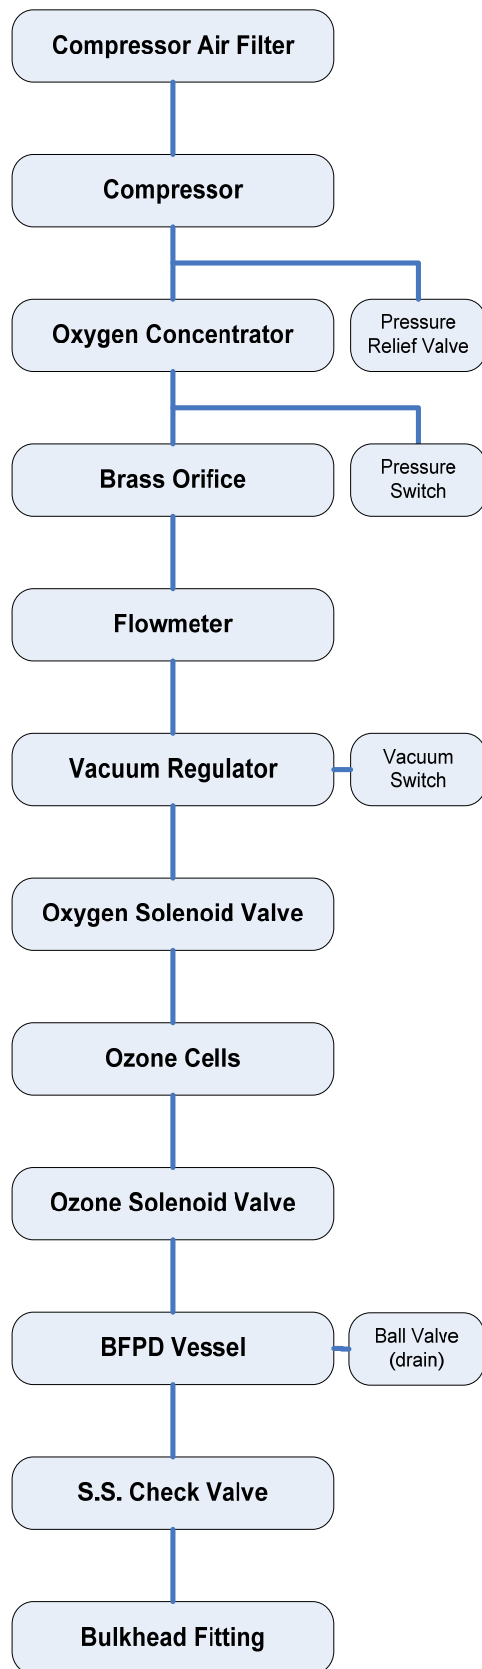 Compressor Air Filter
Compressor
Oxygen Concentrator
Pressure
Relief Valve
Brass Orifice
Pressure
Switch
Flowmeter
Vacuum Regulator
Vacuum
Switch
Oxygen Solenoid Valve
Ozone Cells
Ozone Solenoid Valve
BFPD Vessel
Ball Valve
(drain)
S.S. Check Valve
Bulkhead Fitting